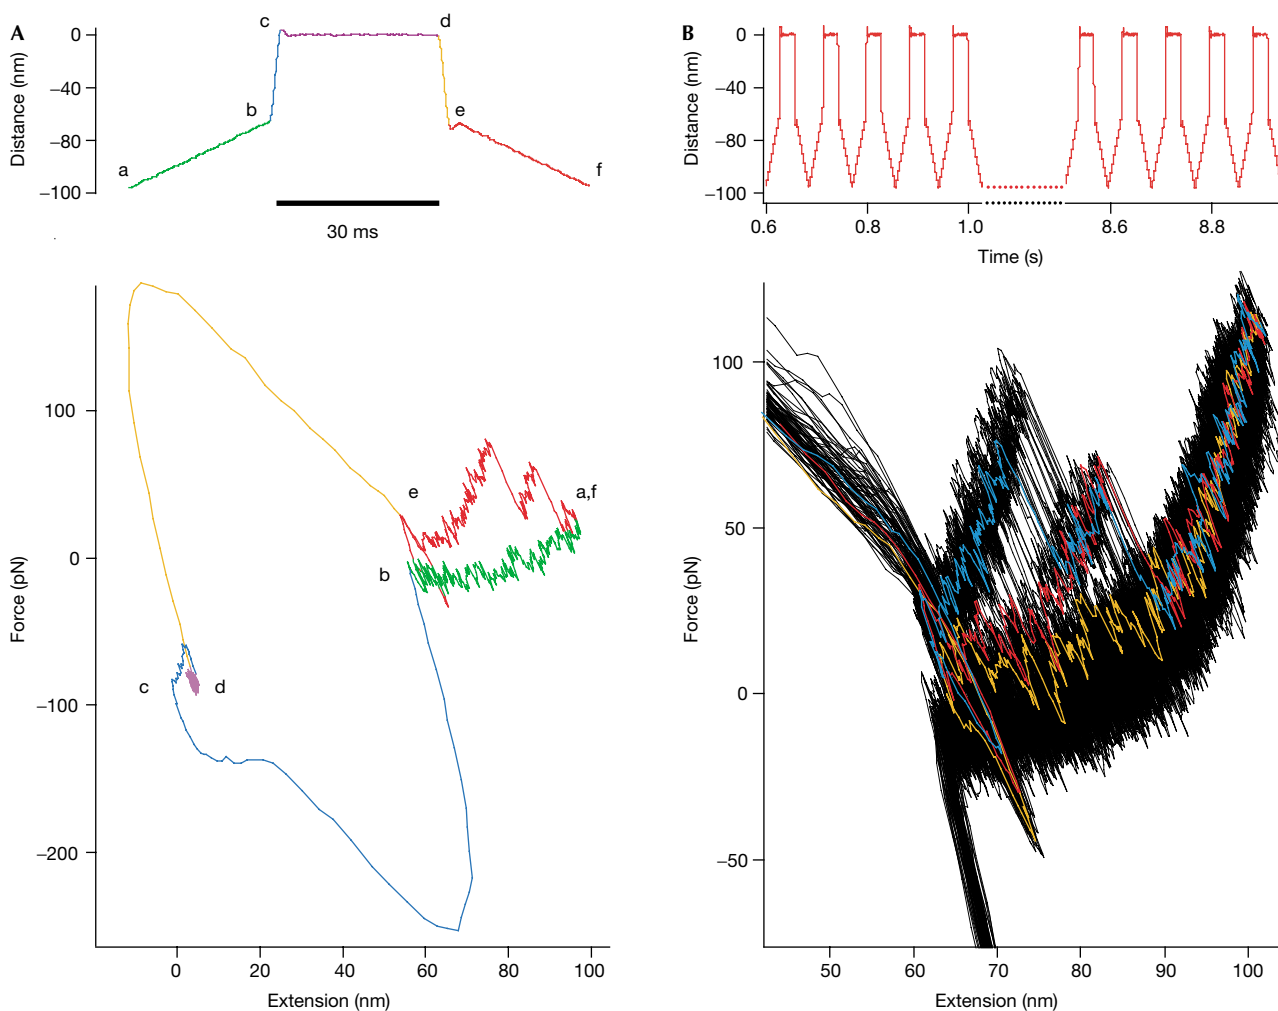 A
Distance (nm)
0
−40
−80
−100
a
b
c
d
e
f
30 ms
B
Distance (nm)
0
−40
−80
−100
0.6 0.8 1.0 8.6 8.8
Time (s)
Force (pN)
100
0
−100
−200
e
a,f
b
c
d
0 20 40 60 80 100
Extension (nm)
Force (pN)
100
50
0
−50
50 60 70 80 90 100
Extension (nm)